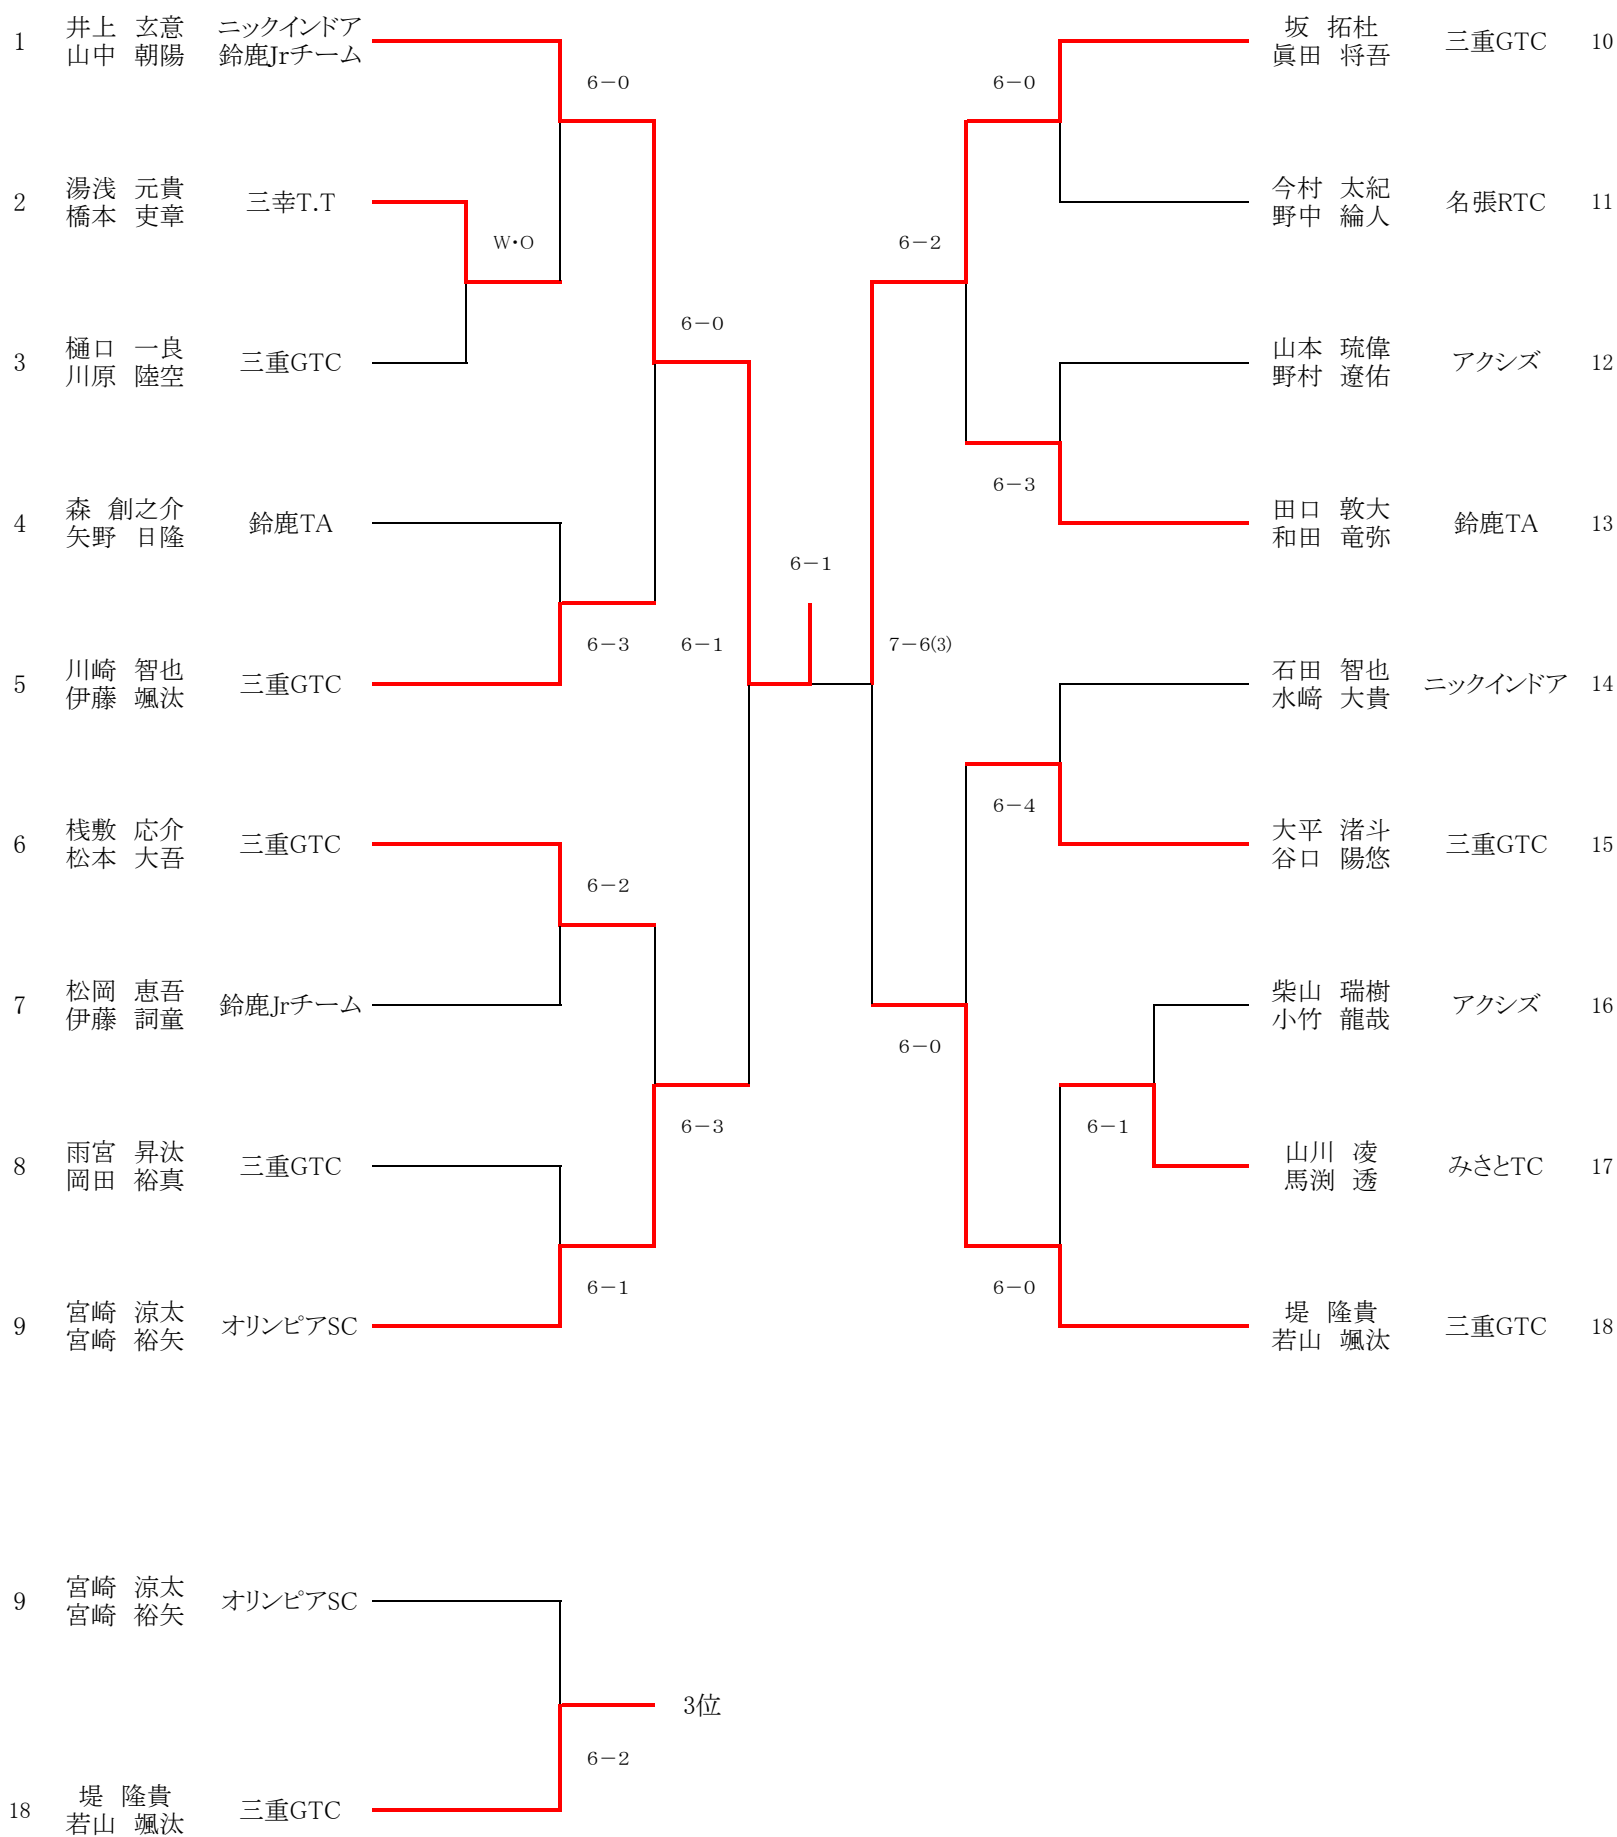 1 井上 玄意 ニックインドア
山中 朝陽 鈴鹿Jrチーム
6-0
2 湯浅 元貴 三幸T.T
橋本 吏章
W・O
3 樋口 一良 三重GTC
川原 陸空
6-0
4 森 創之介 鈴鹿TA
矢野 日隆
5 川崎 智也 三重GTC
伊藤 颯汰
6-3
6-1
6 桟敷 応介 三重GTC
松本 大吾
6-2
7 松岡 恵吾 鈴鹿Jrチーム
伊藤 詞童
6-3
8 雨宮 昇汰 三重GTC
岡田 裕真
6-1
9 宮崎 涼太 オリンピアSC
宮崎 裕矢
6-1
坂 拓杜 三重GTC 10
眞田 将吾
6-0
今村 太紀 名張RTC 11
野中 綸人
6-2
山本 琉偉 アクシズ 12
野村 遼佑
6-3
田口 敦大 鈴鹿TA 13
和田 竜弥
7-6(3)
石田 智也 ニックインドア 14
水﨑 大貴
6-4
大平 渚斗 三重GTC 15
谷口 陽悠
柴山 瑞樹 アクシズ 16
小竹 龍哉
6-0
6-1
山川 凌 みさとTC 17
馬渕 透
6-0
堤 隆貴 三重GTC 18
若山 颯汰
9 宮崎 涼太 オリンピアSC
宮崎 裕矢
3位
6-2
18 堤 隆貴 三重GTC
若山 颯汰